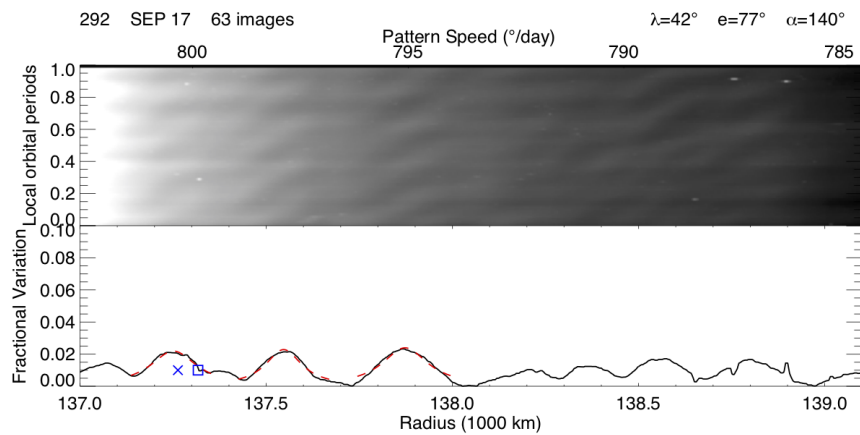 292 SEP 17 63 images λ=42° e=77° α=140°
Pattern Speed (°/day)
800 795 790 785
Local orbital periods
1.0
0.8
0.6
0.4
0.2
0.0
Fractional Variation
0.10
0.08
0.06
0.04
0.02
0.00
137.0 137.5 138.0 138.5 139.0
Radius (1000 km)